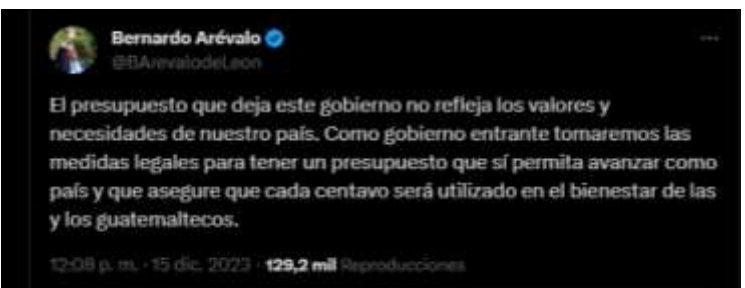 Bernardo Arévalo
@BArevalodeLeon
El presupuesto que deja este gobierno no refleja los valores y
necesidades de nuestro país. Como gobierno entrante tomaremos las
medidas legales para tener un presupuesto que sí permita avanzar como
país y que asegure que cada centavo será utilizado en el bienestar de las
y los guatemaltecos.
12:08 p. m. · 15 dic. 2023 · 129,2 mil Reproducciones